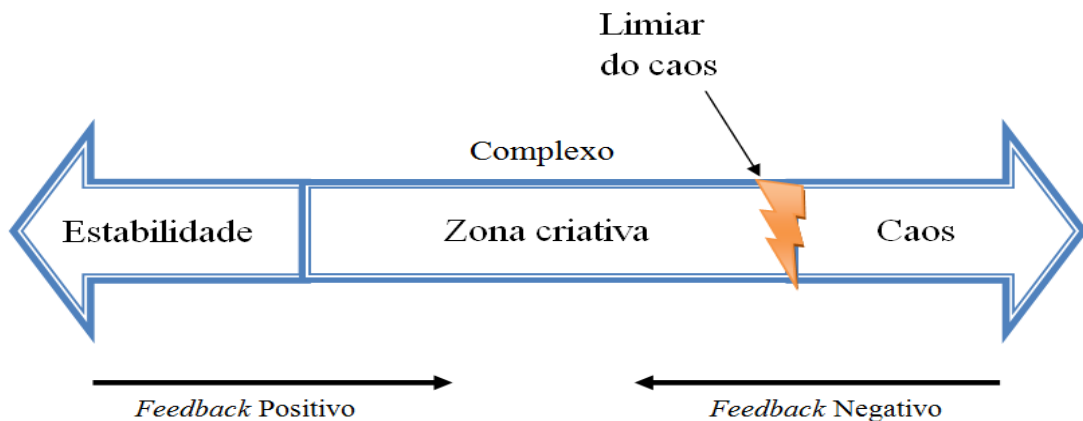 Limiar
do caos
Complexo
Estabilidade
Zona criativa
Caos
Feedback Positivo
Feedback Negativo